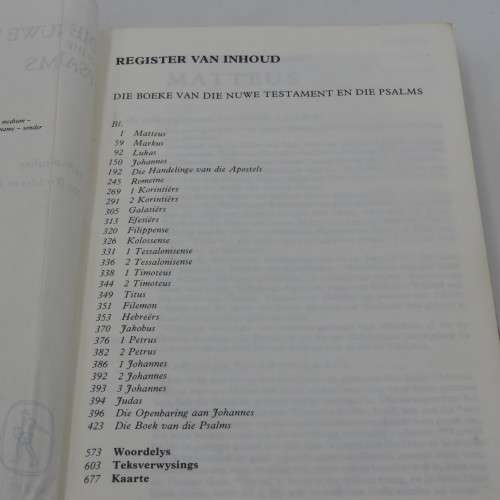 medium –
name – sender
REGISTER VAN INHOUD
MATTEUS
DIE BOEKE VAN DIE NUWE TESTAMENT EN DIE PSALMS
Bl.
1 Matteus
59 Markus
92 Lukas
150 Johannes
192 Die Handelinge van die Apostels
245 Romeine
269 1 Korintiërs
291 2 Korintiërs
305 Galasiërs
313 Efesiërs
320 Filippense
326 Kolossense
331 1 Tessalonisense
336 2 Tessalonisense
338 1 Timoteus
344 2 Timoteus
349 Titus
351 Filemon
353 Hebreërs
370 Jakobus
376 1 Petrus
382 2 Petrus
386 1 Johannes
392 2 Johannes
393 3 Johannes
394 Judas
396 Die Openbaring aan Johannes
423 Die Boek van die Psalms
573 Woordelys
603 Teksverwysings
677 Kaarte